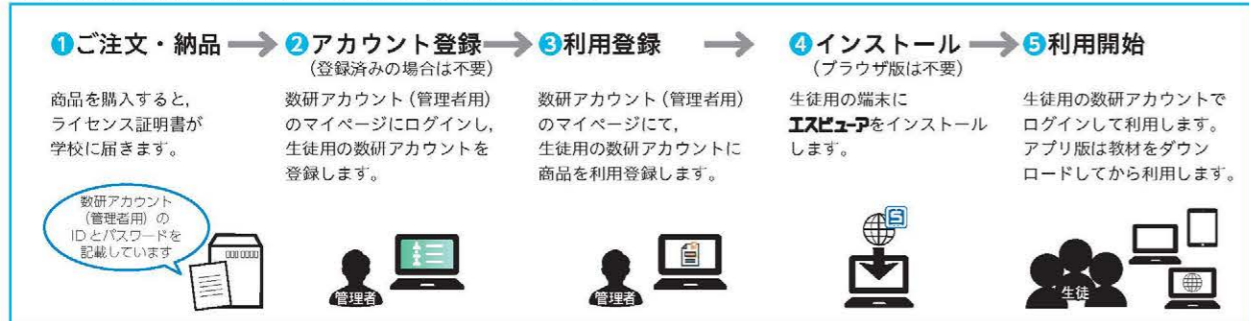 ❶ご注文・納品
商品を購入すると,
ライセンス証明書が
学校に届きます。
数研アカウント
(管理者用)の
IDとパスワードを
記載しています
❷アカウント登録
(登録済みの場合は不要)
数研アカウント(管理者用)
のマイページにログインし,
生徒用の数研アカウントを
登録します。
管理者
❸利用登録
数研アカウント(管理者用)
のマイページにて,
生徒用の数研アカウントに
商品を利用登録します。
管理者
❹インストール
(ブラウザ版は不要)
生徒用の端末に
エスビューアをインストール
します。
❺利用開始
生徒用の数研アカウントで
ログインして利用します。
アプリ版は教材をダウン
ロードしてから利用します。
生徒